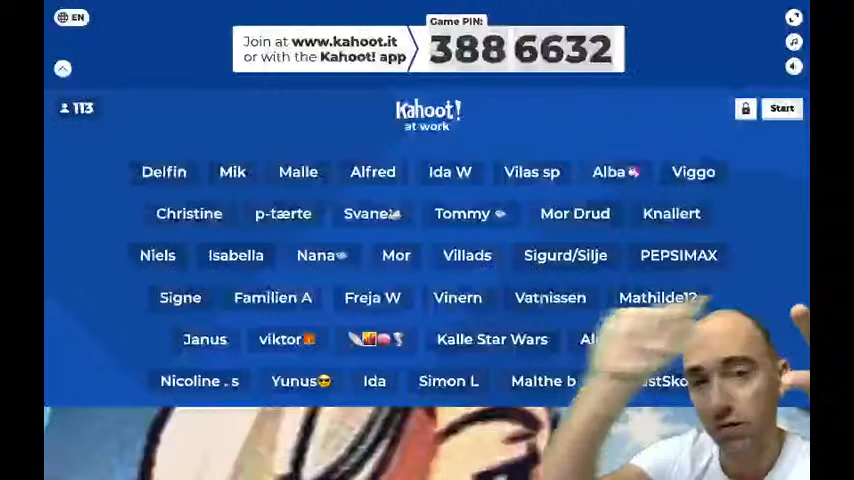 EN
Join at www.kahoot.it
or with the Kahoot! app
Game PIN:
388 6632
113
Kahoot!
at work
Start
Delfin Mik Malle Alfred Ida W Vilas sp Alba Viggo
Christine p-tærte Svane Tommy Mor Drud Knallert
Niels Isabella Nana Mor Villads Sigurd/Silje PEPSIMAX
Signe Familien A Freja W Vinern Vatnissen Mathilde12
Janus viktor Kalle Star Wars
Nicoline . s Yunus Ida Simon L Malthe b